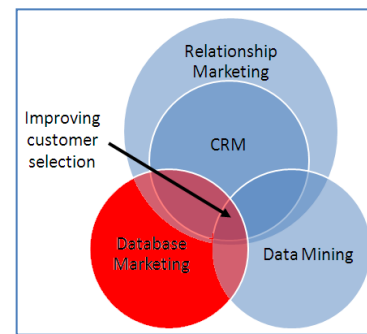 Relationship
Marketing
Improving
customer
selection
CRM
Database
Marketing
Data Mining